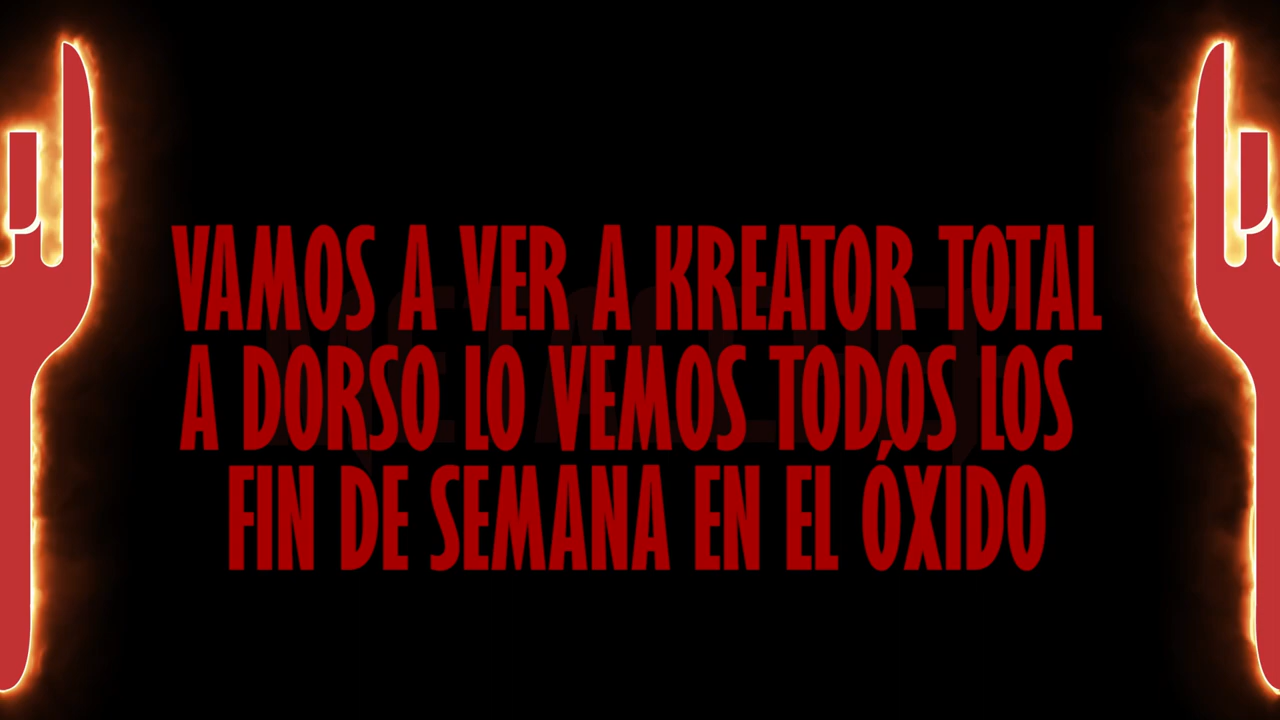 VAMOS A VER A KREATOR TOTAL
A DORSO LO VEMOS TODOS LOS
FIN DE SEMANA EN EL ÓXIDO